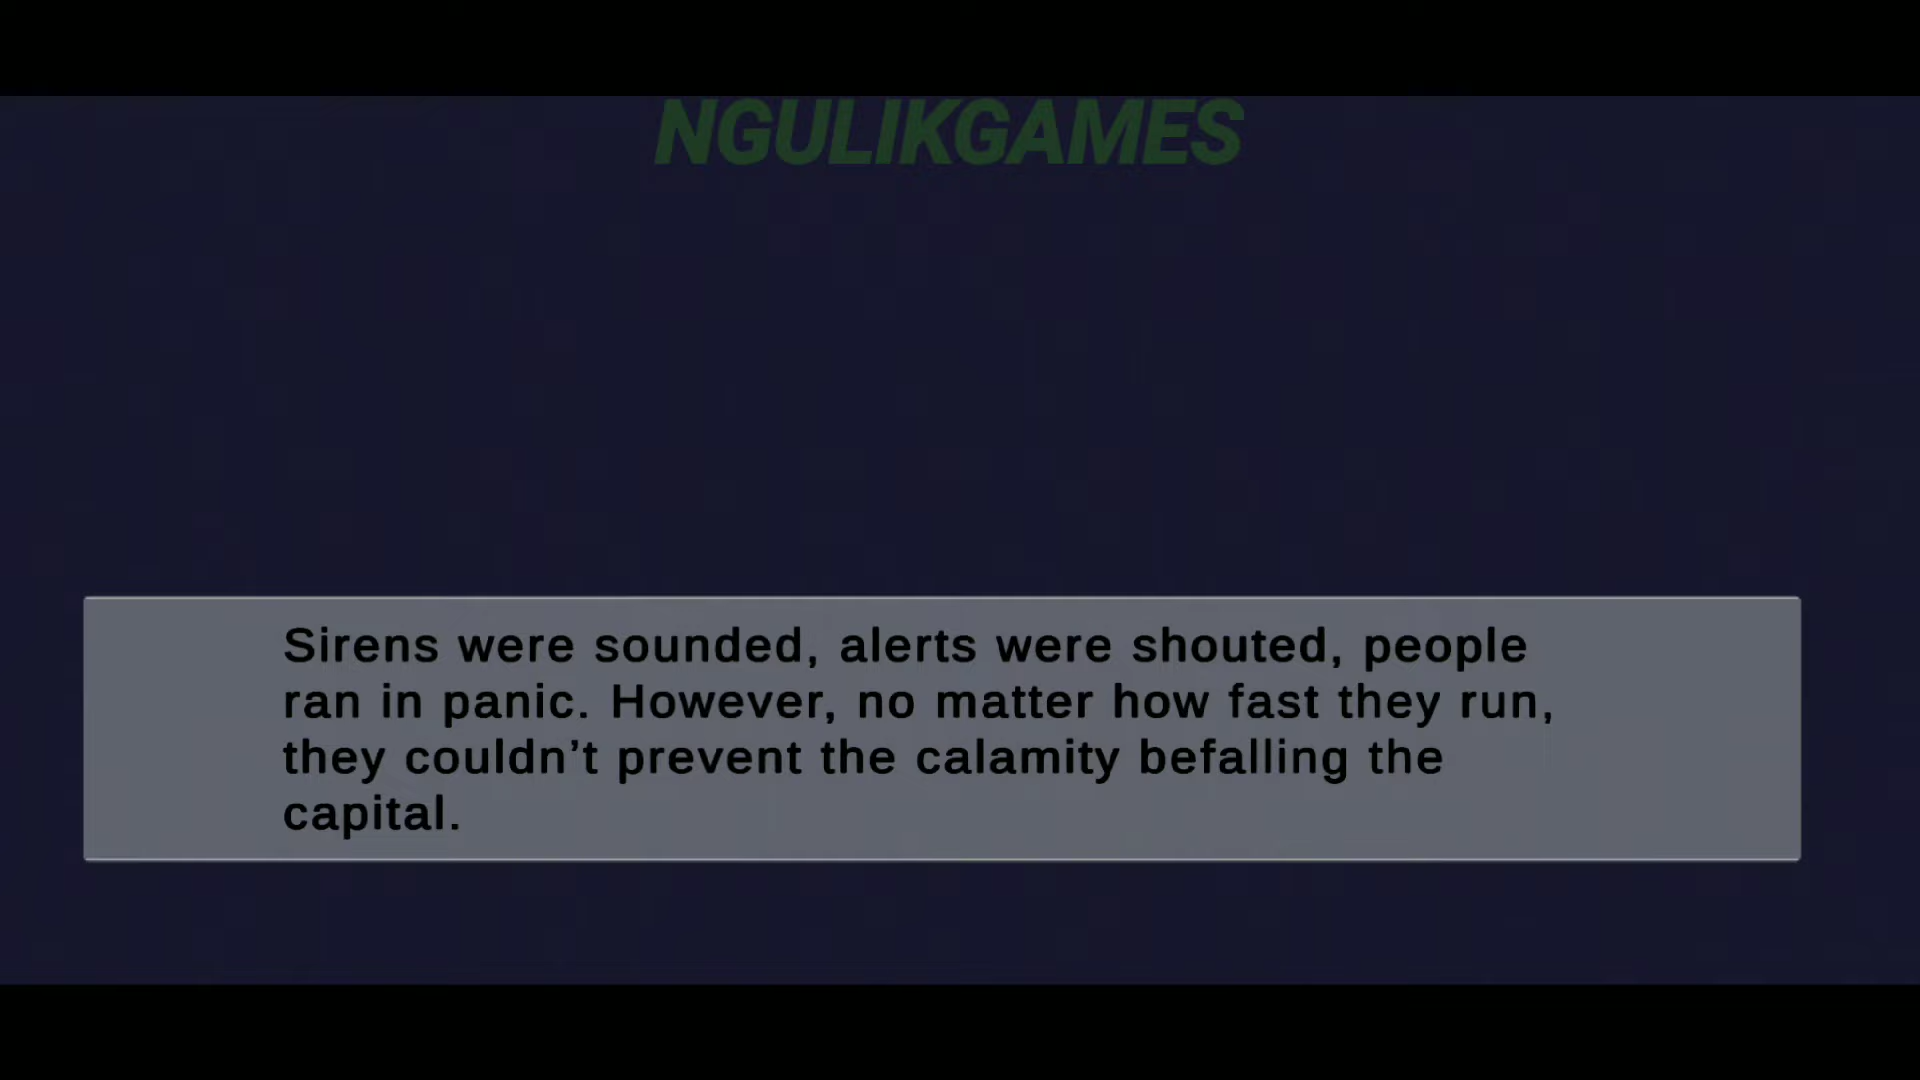 NGULIKGAMES
Sirens were sounded, alerts were shouted, people
ran in panic. However, no matter how fast they run,
they couldn’t prevent the calamity befalling the
capital.